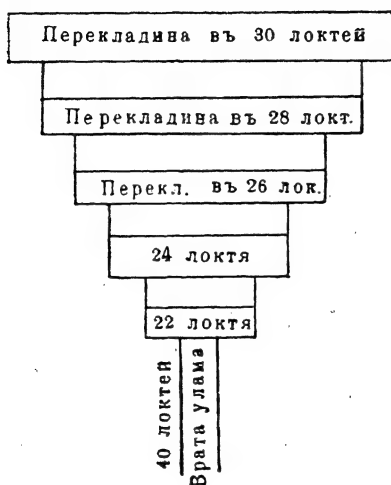 Перекладина въ 30 локтей
Перекладина въ 28 локт.
Перекл. въ 26 лок.
24 локтя
22 локтя
40 локтей
Врата улама